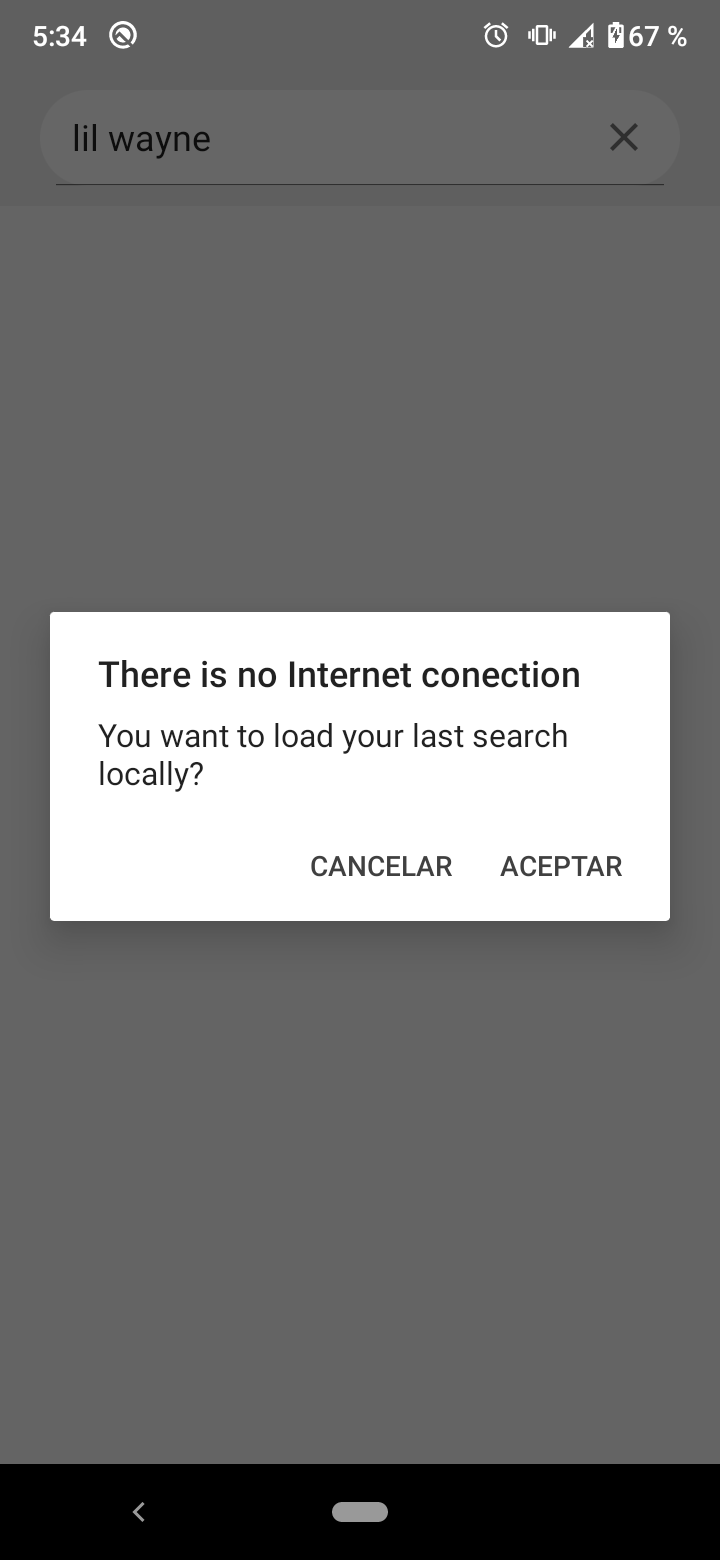 5:34 67 %
lil wayne
There is no Internet conection
You want to load your last search
locally?
CANCELAR ACEPTAR